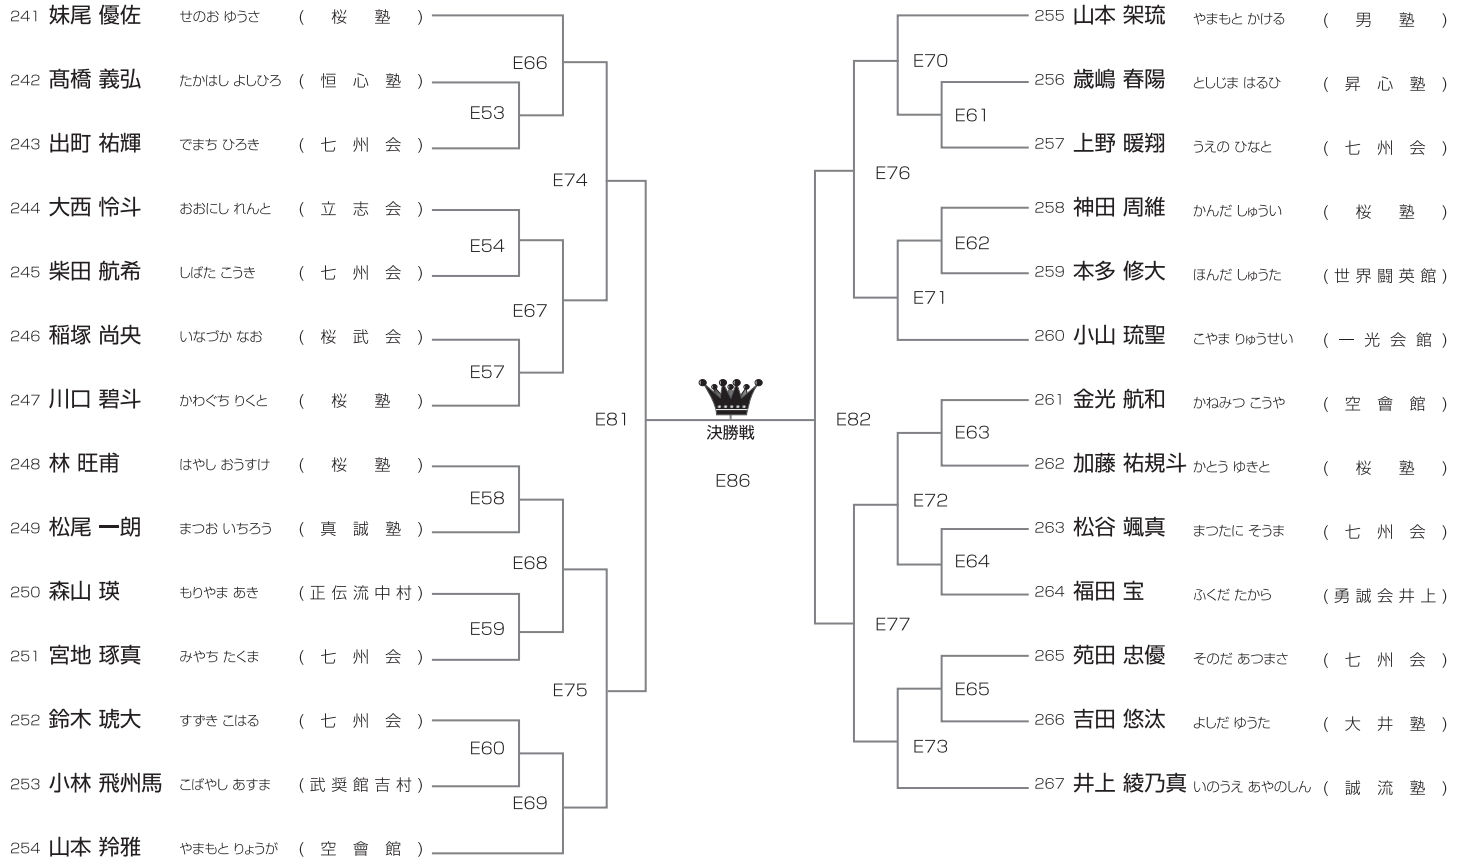 241 妹尾 優佐 せのお ゆうさ ( 桜 塾 )
E66
242 髙橋 義弘 たかはし よしひろ ( 恒 心 塾 )
E53
243 出町 祐輝 でまち ひろき ( 七 州 会 )
E74
244 大西 怜斗 おおにし れんと ( 立 志 会 )
E54
245 柴田 航希 しばた こうき ( 七 州 会 )
E67
246 稲塚 尚央 いなづか なお ( 桜 武 会 )
E57
247 川口 碧斗 かわぐち りくと ( 桜 塾 )
E81
248 林 旺甫 はやし おうすけ ( 桜 塾 )
E58
249 松尾 一朗 まつお いちろう ( 真 誠 塾 )
E68
250 森山 瑛 もりやま あき ( 正 伝 流 中 村 )
E59
251 宮地 琢真 みやち たくま ( 七 州 会 )
E75
252 鈴木 琥大 すずき こはる ( 七 州 会 )
E60
253 小林 飛州馬 こばやし あすま ( 武 奨 館 吉 村 )
E69
254 山本 羚雅 やまもと りょうが ( 空 會 館 )
決勝戦
E86
255 山本 架琉 やまもと かける ( 男 塾 )
E70
256 歳嶋 春陽 としじま はるひ ( 昇 心 塾 )
E61
257 上野 暖翔 うえの ひなと ( 七 州 会 )
E76
258 神田 周維 かんだ しゅうい ( 桜 塾 )
E62
259 本多 修大 ほんだ しゅうた ( 世 界 闘 英 館 )
E71
260 小山 琉聖 こやま りゅうせい ( 一 光 会 館 )
261 金光 航和 かねみつ こうや ( 空 會 館 )
E82
E63
262 加藤 祐規斗 かとう ゆきと ( 桜 塾 )
E72
263 松谷 颯真 まつたに そうま ( 七 州 会 )
E64
264 福田 宝 ふくだ たから ( 勇 誠 会 井 上 )
E77
265 苑田 忠優 そのだ あつまさ ( 七 州 会 )
E65
266 吉田 悠汰 よしだ ゆうた ( 大 井 塾 )
E73
267 井上 綾乃真 いのうえ あやのしん ( 誠 流 塾 )